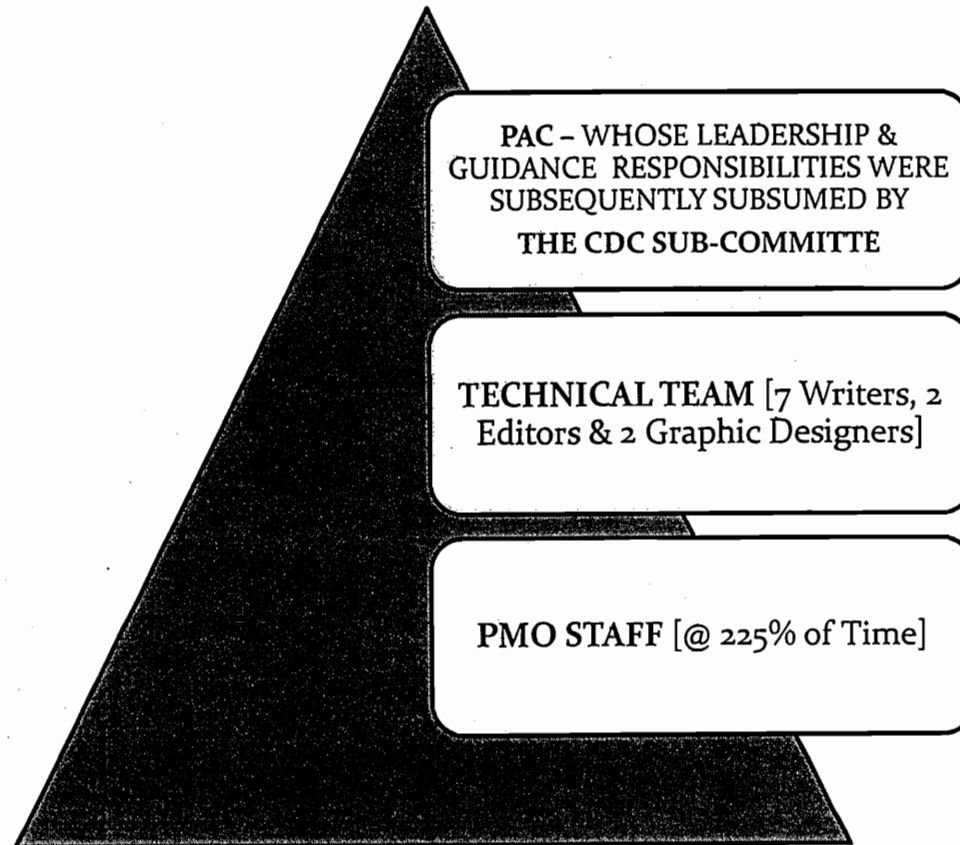 PAC – WHOSE LEADERSHIP &
GUIDANCE RESPONSIBILITIES WERE
SUBSEQUENTLY SUBSUMED BY
THE CDC SUB-COMMITTE
TECHNICAL TEAM [7 Writers, 2
Editors & 2 Graphic Designers]
PMO STAFF [@ 225% of Time]